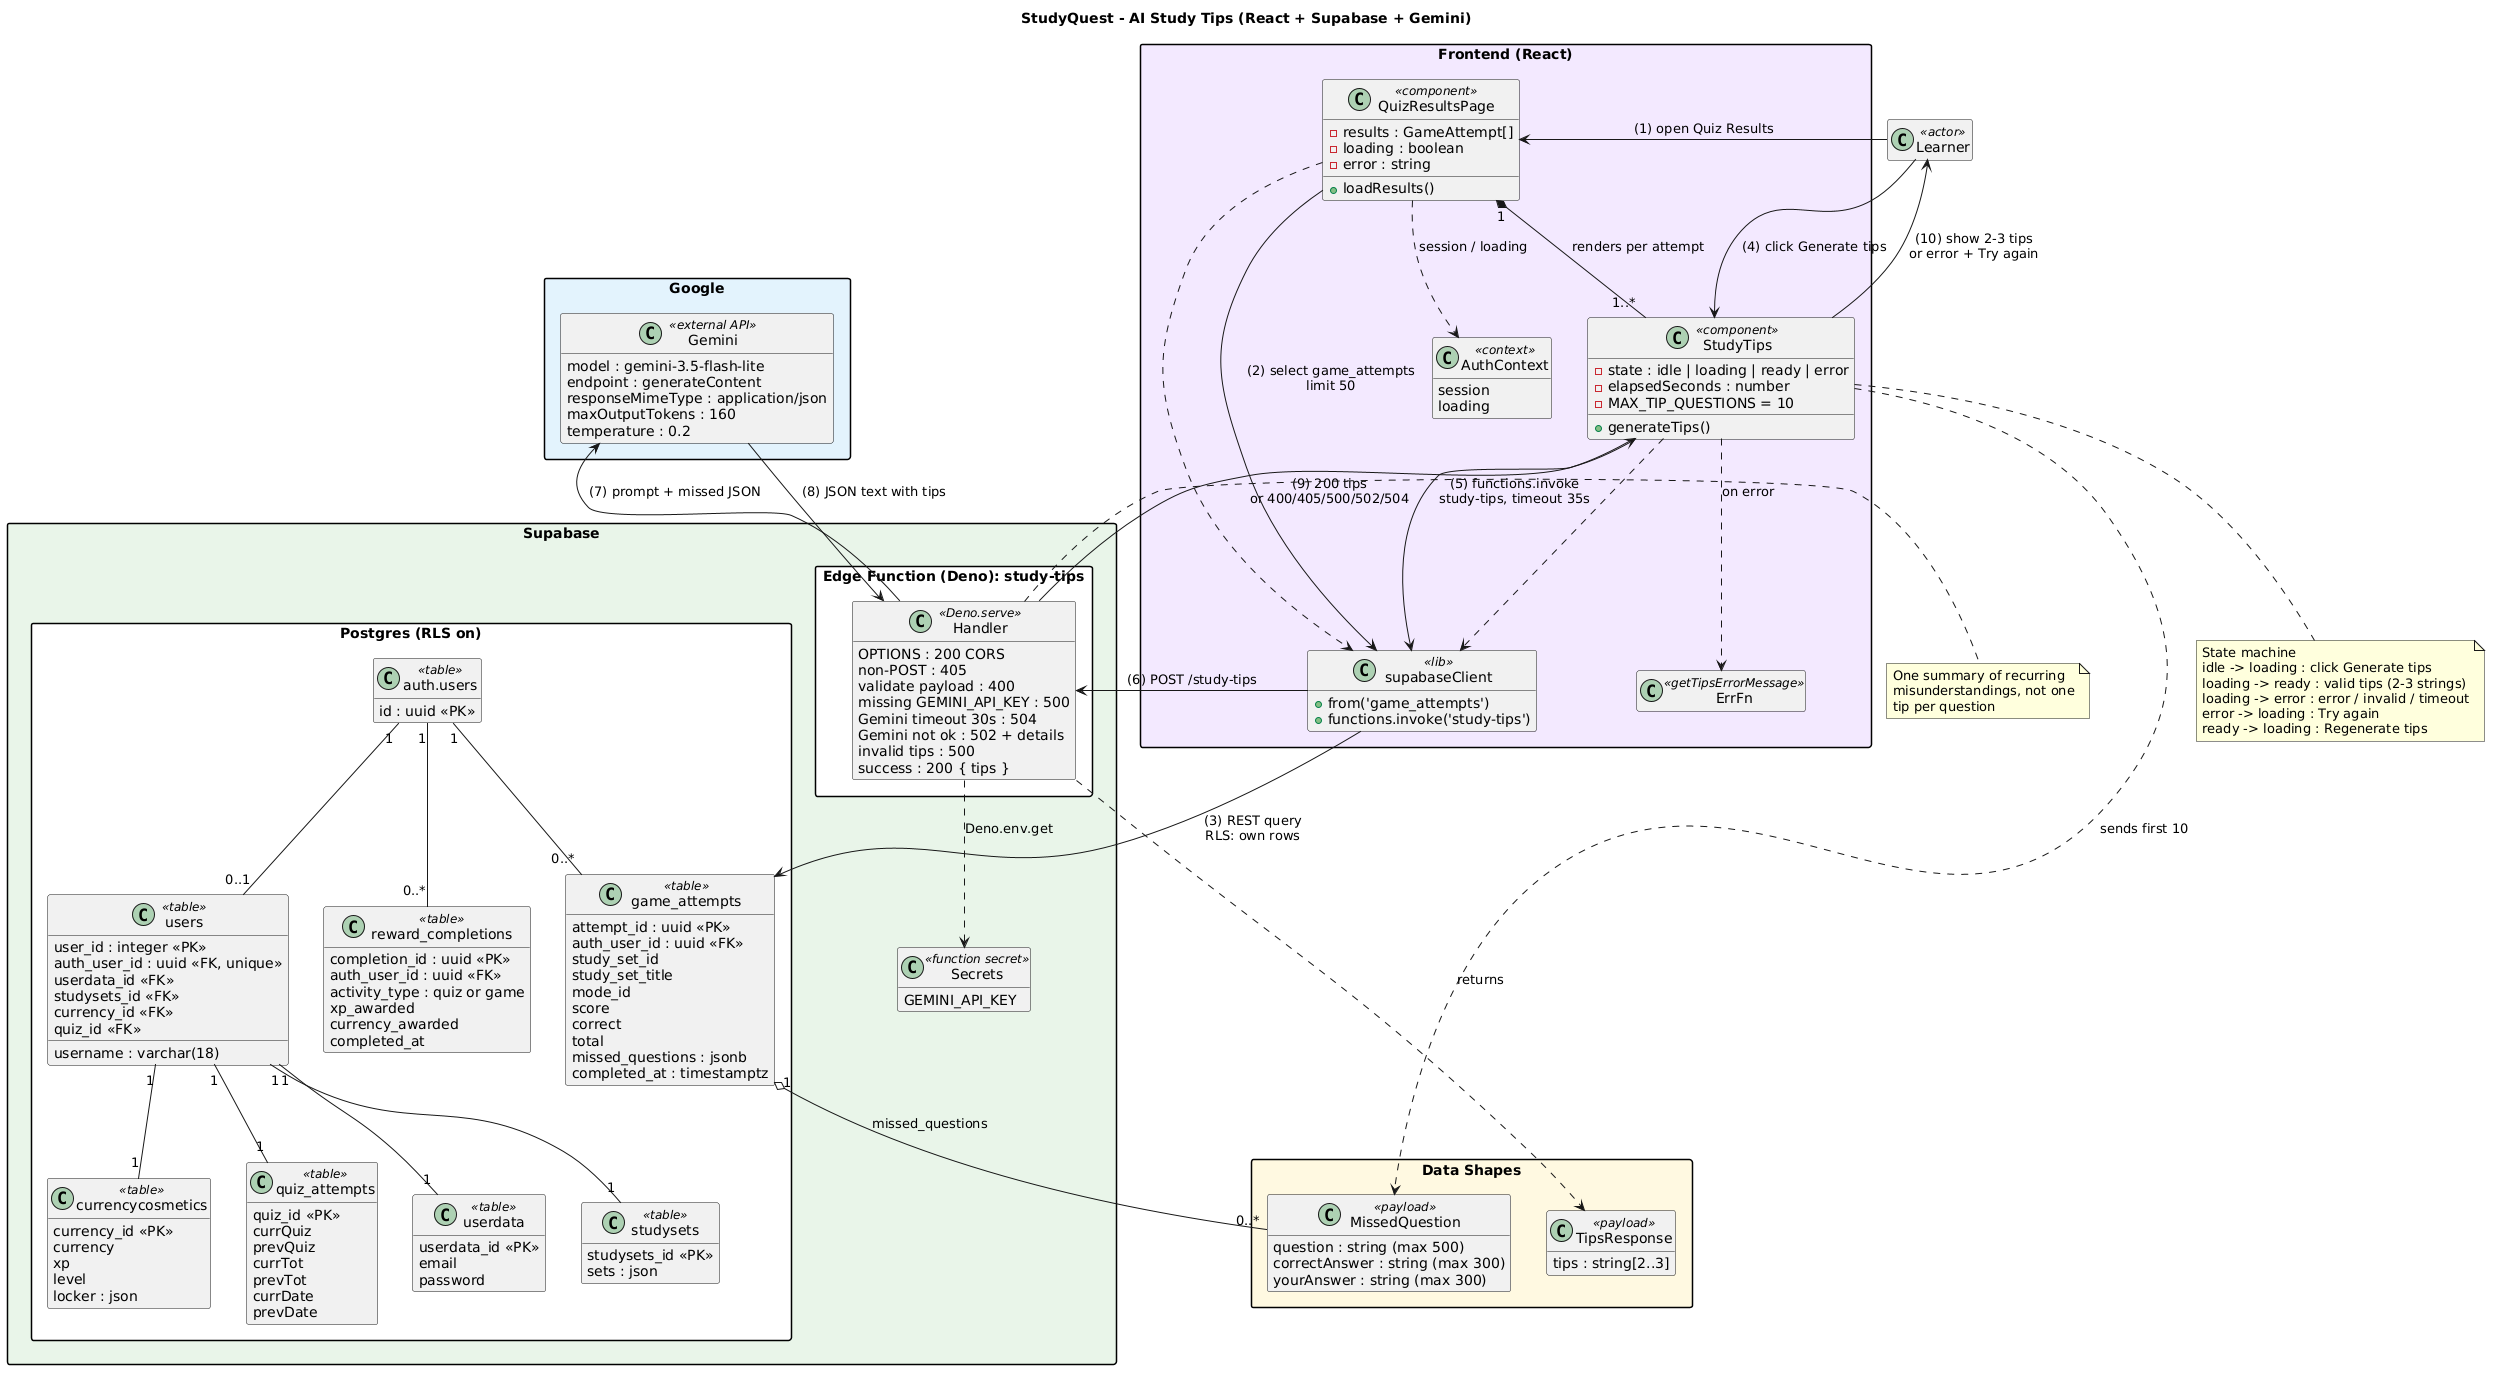 StudyQuest - AI Study Tips (React + Supabase + Gemini)
Frontend (React)
«component»
QuizResultsPage
results : GameAttempt[]
loading : boolean
error : string
loadResults()
(1) open Quiz Results
«actor»
Learner
1
session / loading
renders per attempt
(4) click Generate tips
(10) show 2-3 tips
or error + Try again
1..*
Google
«external API»
Gemini
model : gemini-3.5-flash-lite
endpoint : generateContent
responseMimeType : application/json
maxOutputTokens : 160
temperature : 0.2
(2) select game_attempts
limit 50
«context»
AuthContext
session
loading
«component»
StudyTips
state : idle | loading | ready | error
elapsedSeconds : number
MAX_TIP_QUESTIONS = 10
generateTips()
(7) prompt + missed JSON
(8) JSON text with tips
(9) 200 tips
or 400/405/500/502/504
(5) functions.invoke
study-tips, timeout 35s
on error
Supabase
Edge Function (Deno): study-tips
«Deno.serve»
Handler
OPTIONS : 200 CORS
non-POST : 405
validate payload : 400
missing GEMINI_API_KEY : 500
Gemini timeout 30s : 504
Gemini not ok : 502 + details
invalid tips : 500
success : 200 { tips }
(6) POST /study-tips
«lib»
supabaseClient
from('game_attempts')
functions.invoke('study-tips')
«getTipsErrorMessage»
ErrFn
One summary of recurring
misunderstandings, not one
tip per question
State machine
idle -> loading : click Generate tips
loading -> ready : valid tips (2-3 strings)
loading -> error : error / invalid / timeout
error -> loading : Try again
ready -> loading : Regenerate tips
Postgres (RLS on)
«table»
auth.users
id : uuid «PK»
1
1
1
Deno.env.get
(3) REST query
RLS: own rows
sends first 10
0..1
0..*
0..*
«table»
users
user_id : integer «PK»
auth_user_id : uuid «FK, unique»
userdata_id «FK»
studysets_id «FK»
currency_id «FK»
quiz_id «FK»
username : varchar(18)
«table»
reward_completions
completion_id : uuid «PK»
auth_user_id : uuid «FK»
activity_type : quiz or game
xp_awarded
currency_awarded
completed_at
«table»
game_attempts
attempt_id : uuid «PK»
auth_user_id : uuid «FK»
study_set_id
study_set_title
mode_id
score
correct
total
missed_questions : jsonb
completed_at : timestamptz
«function secret»
Secrets
GEMINI_API_KEY
returns
1
1
1
1
1
missed_questions
1
1
1
1
0..*
«table»
currencycosmetics
currency_id «PK»
currency
xp
level
locker : json
«table»
quiz_attempts
quiz_id «PK»
currQuiz
prevQuiz
currTot
prevTot
currDate
prevDate
«table»
userdata
userdata_id «PK»
email
password
«table»
studysets
studysets_id «PK»
sets : json
Data Shapes
«payload»
MissedQuestion
question : string (max 500)
correctAnswer : string (max 300)
yourAnswer : string (max 300)
«payload»
TipsResponse
tips : string[2..3]